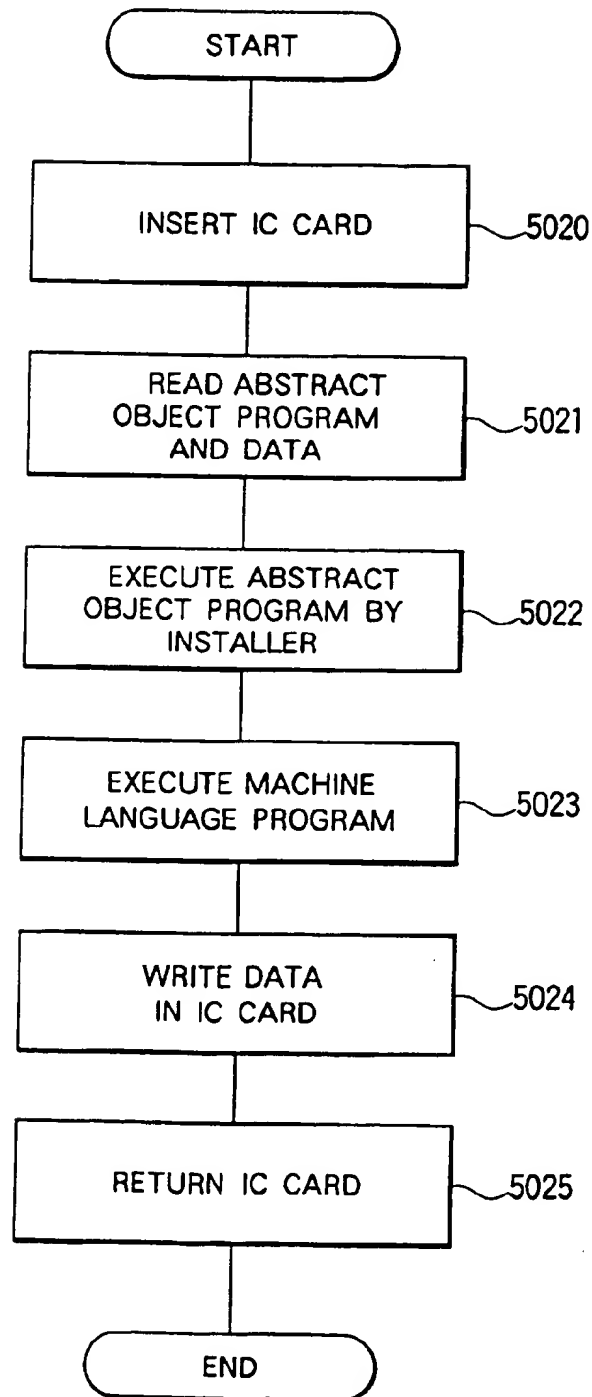 START
INSERT IC CARD
5020
READ ABSTRACT
OBJECT PROGRAM
AND DATA
5021
EXECUTE ABSTRACT
OBJECT PROGRAM BY
INSTALLER
5022
EXECUTE MACHINE
LANGUAGE PROGRAM
5023
WRITE DATA
IN IC CARD
5024
RETURN IC CARD
5025
END